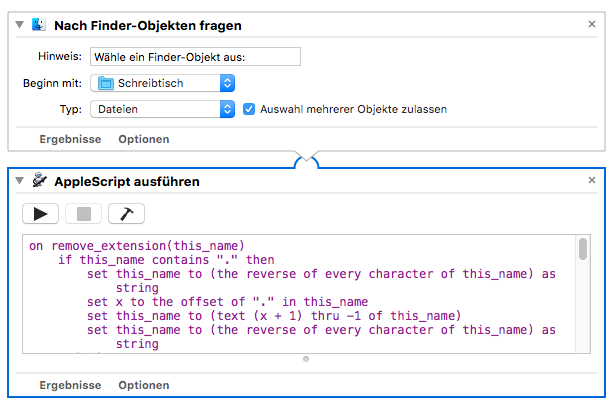 Nach Finder-Objekten fragen
Hinweis: Wähle ein Finder-Objekt aus:
Beginn mit: Schreibtisch
Typ: Dateien Auswahl mehrerer Objekte zulassen
Ergebnisse Optionen
AppleScript ausführen
on remove_extension(this_name)
if this_name contains "." then
set this_name to (the reverse of every character of this_name) as
string
set x to the offset of "." in this_name
set this_name to (text (x + 1) thru -1 of this_name)
set this_name to (the reverse of every character of this_name) as
string
Ergebnisse Optionen